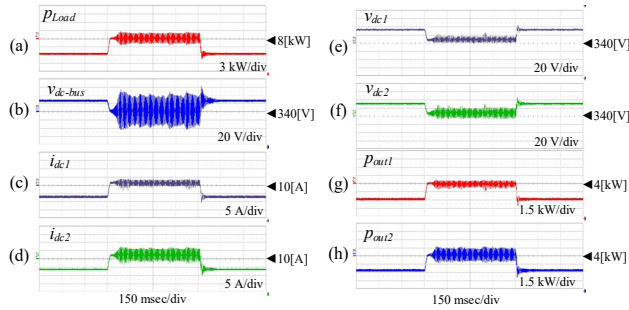 p_Load
(a)
8[kW]
3 kW/div
v_dc-bus
(b)
340[V]
20 V/div
i_dc1
(c)
10[A]
5 A/div
i_dc2
(d)
10[A]
5 A/div
150 msec/div
v_dc1
(e)
340[V]
20 V/div
v_dc2
(f)
340[V]
20 V/div
p_out1
(g)
4[kW]
1.5 kW/div
p_out2
(h)
4[kW]
1.5 kW/div
150 msec/div